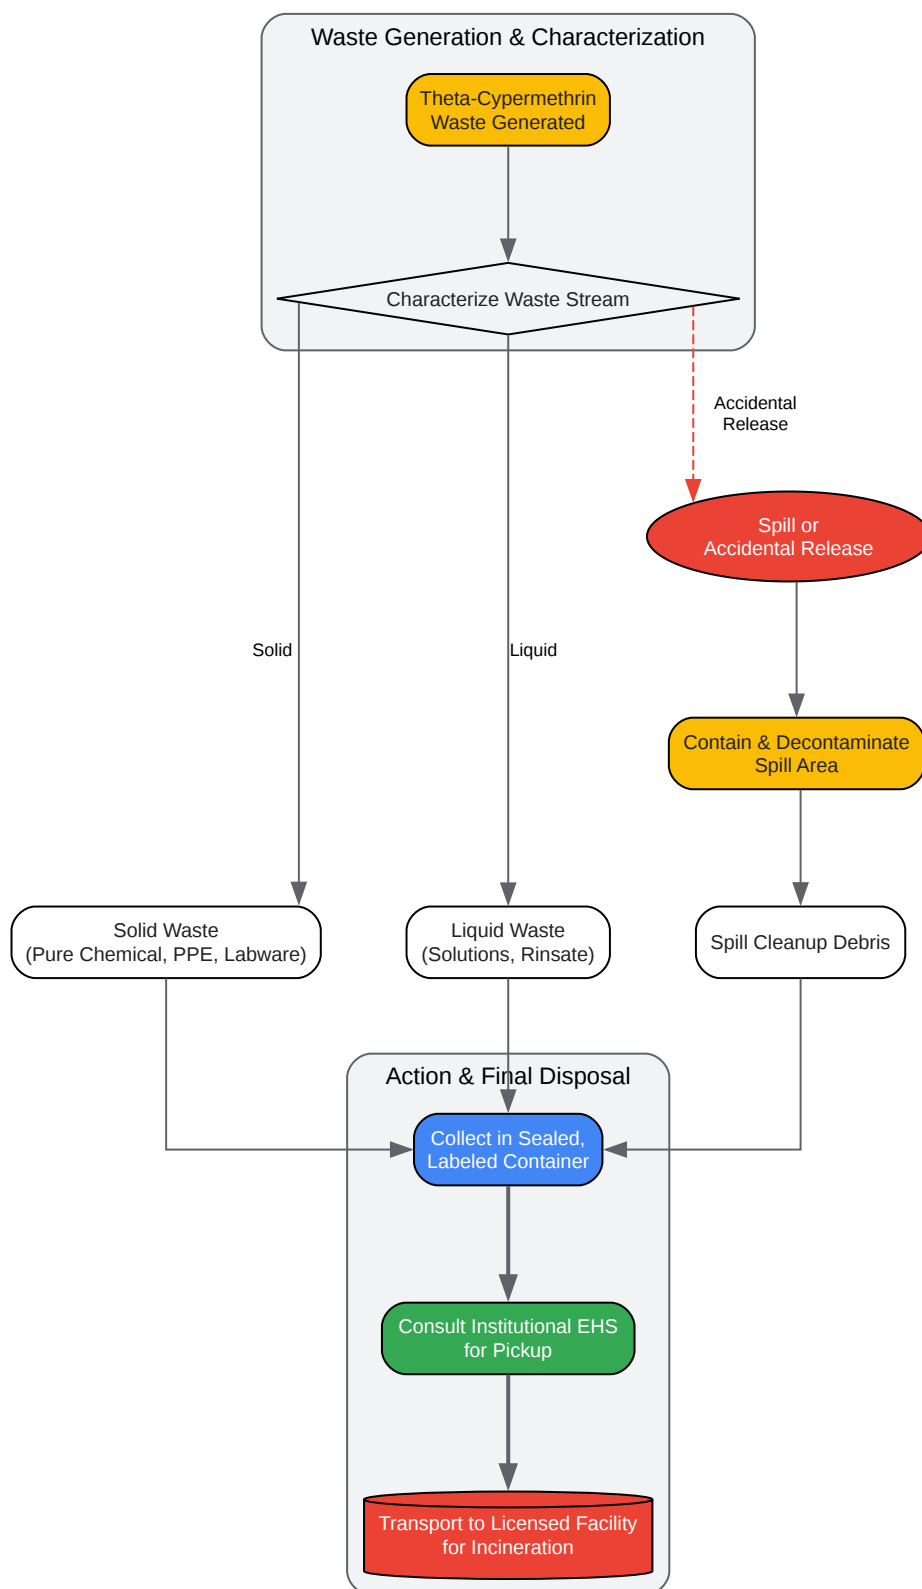 Waste Generation & Characterization
Theta-Cypermethrin
Waste Generated
Characterize Waste Stream
Accidental
Release
Spill or
Accidental Release
Solid
Liquid
Contain & Decontaminate
Spill Area
Solid Waste
(Pure Chemical, PPE, Labware)
Liquid Waste
(Solutions, Rinsate)
Spill Cleanup Debris
Action & Final Disposal
Collect in Sealed,
Labeled Container
Consult Institutional EHS
for Pickup
Transport to Licensed Facility
for Incineration